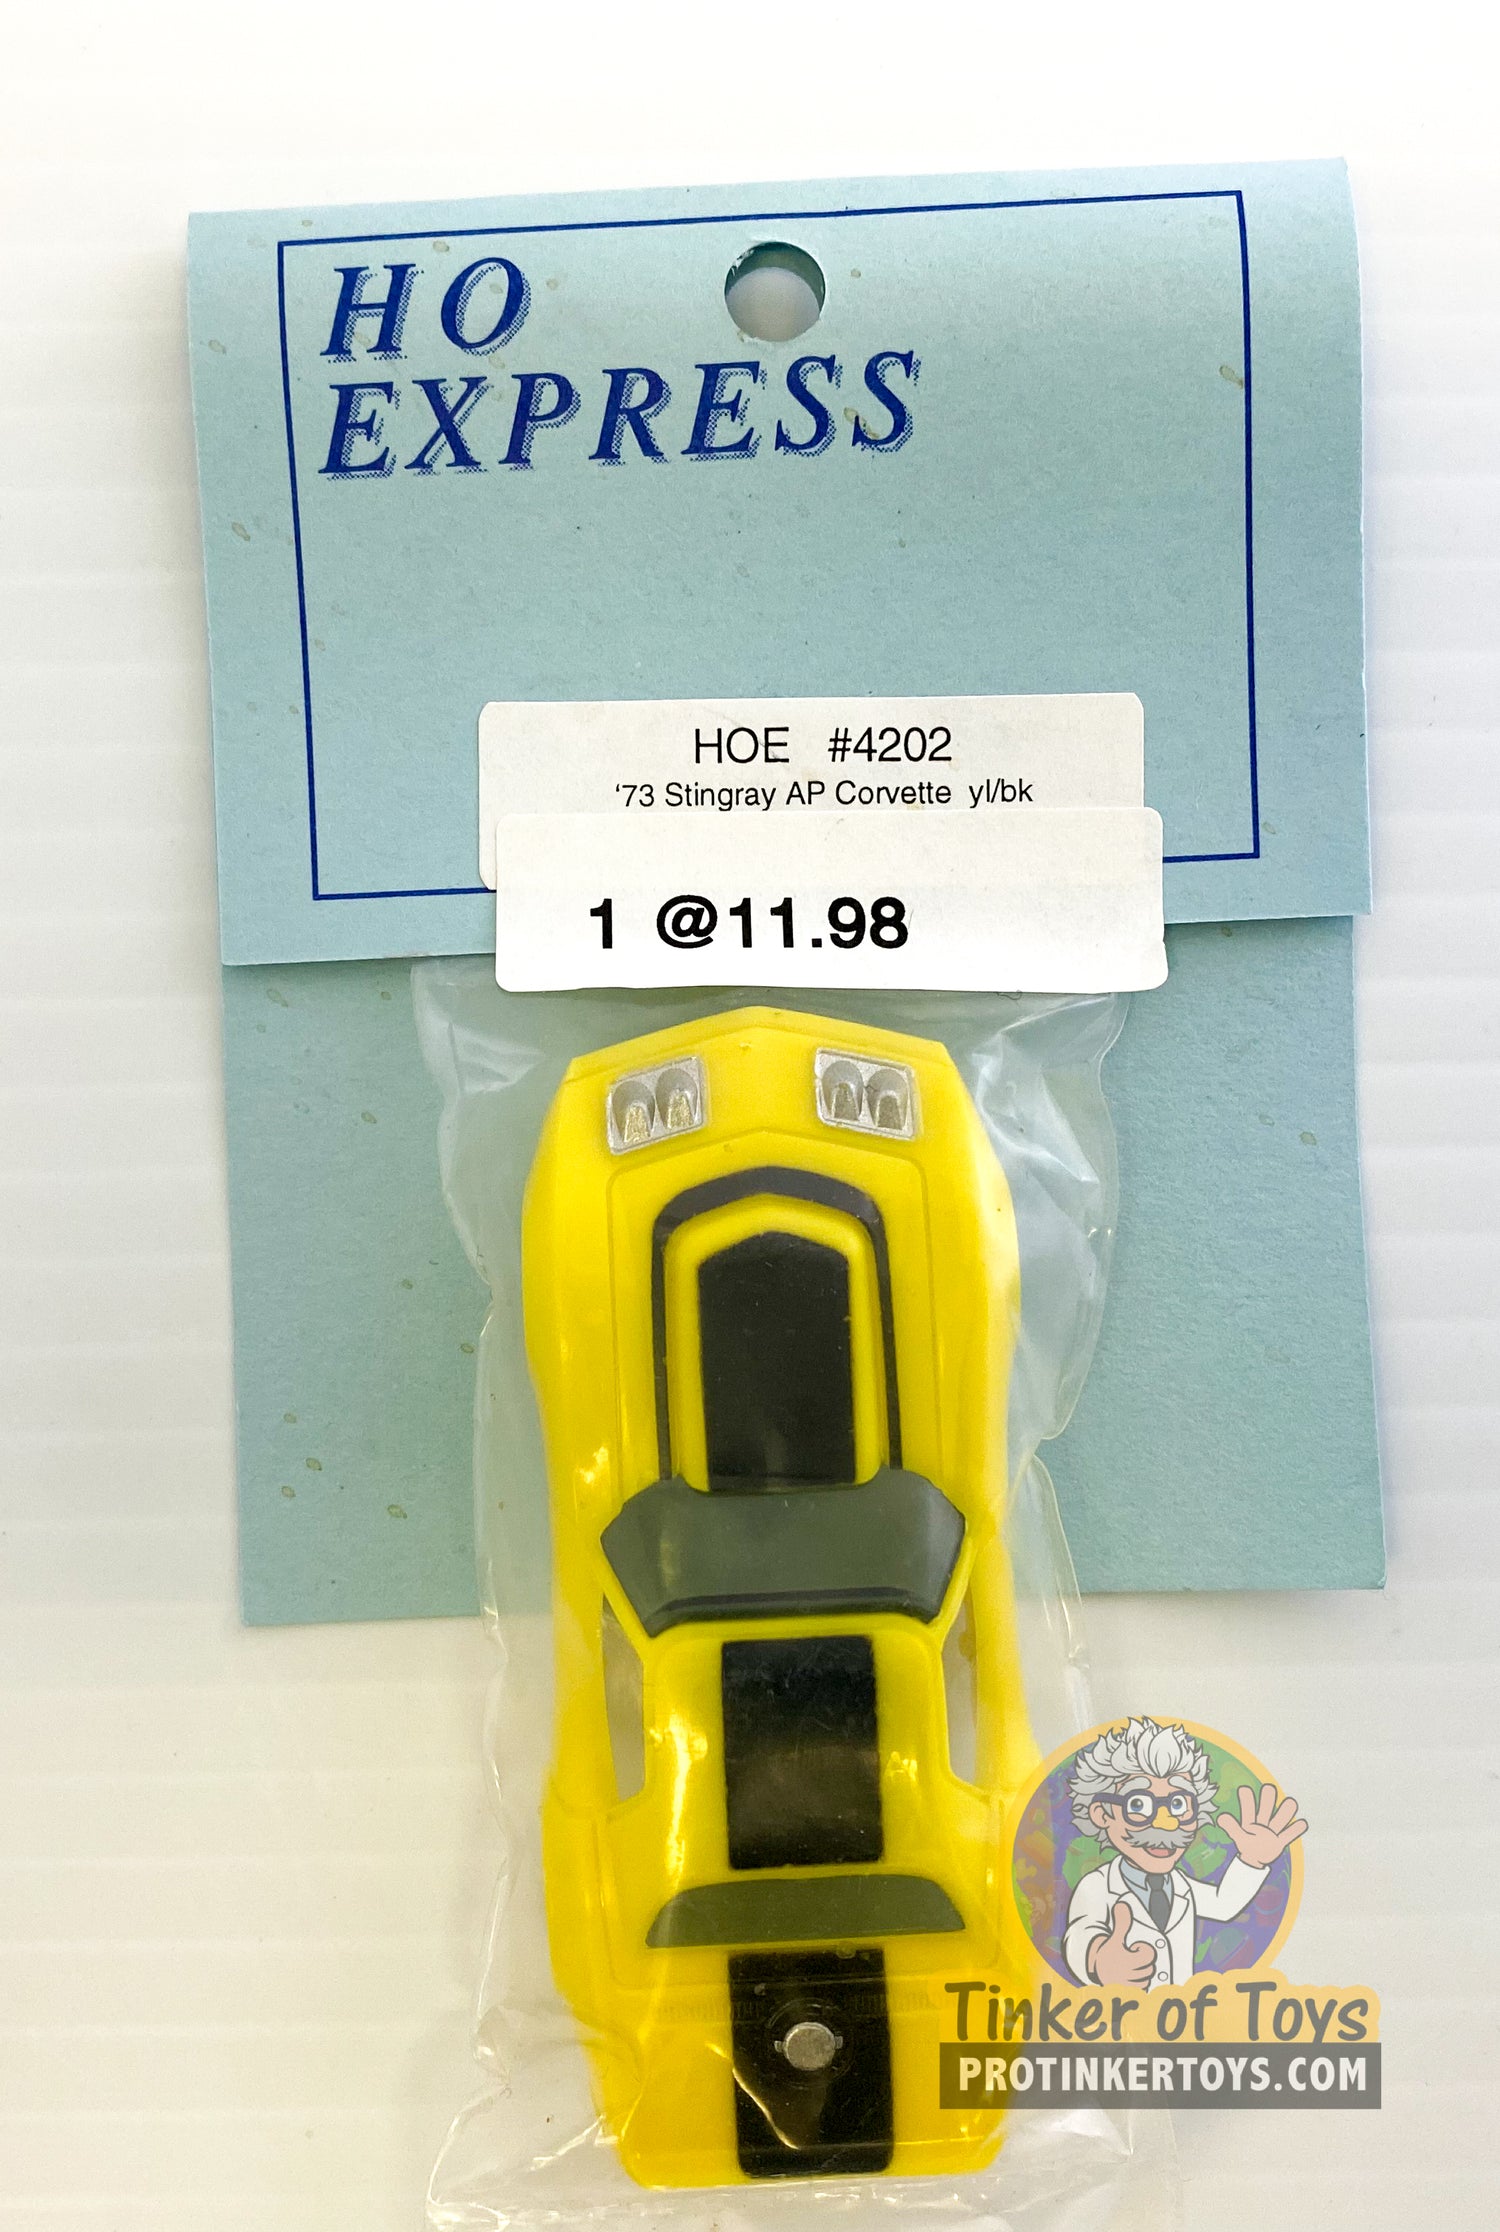 HO
EXPRESS
HOE #4202
‘73 Stingray AP Corvette yl/bk
1 @11.98
Tinker of Toys
PROTINKERTOYS.COM